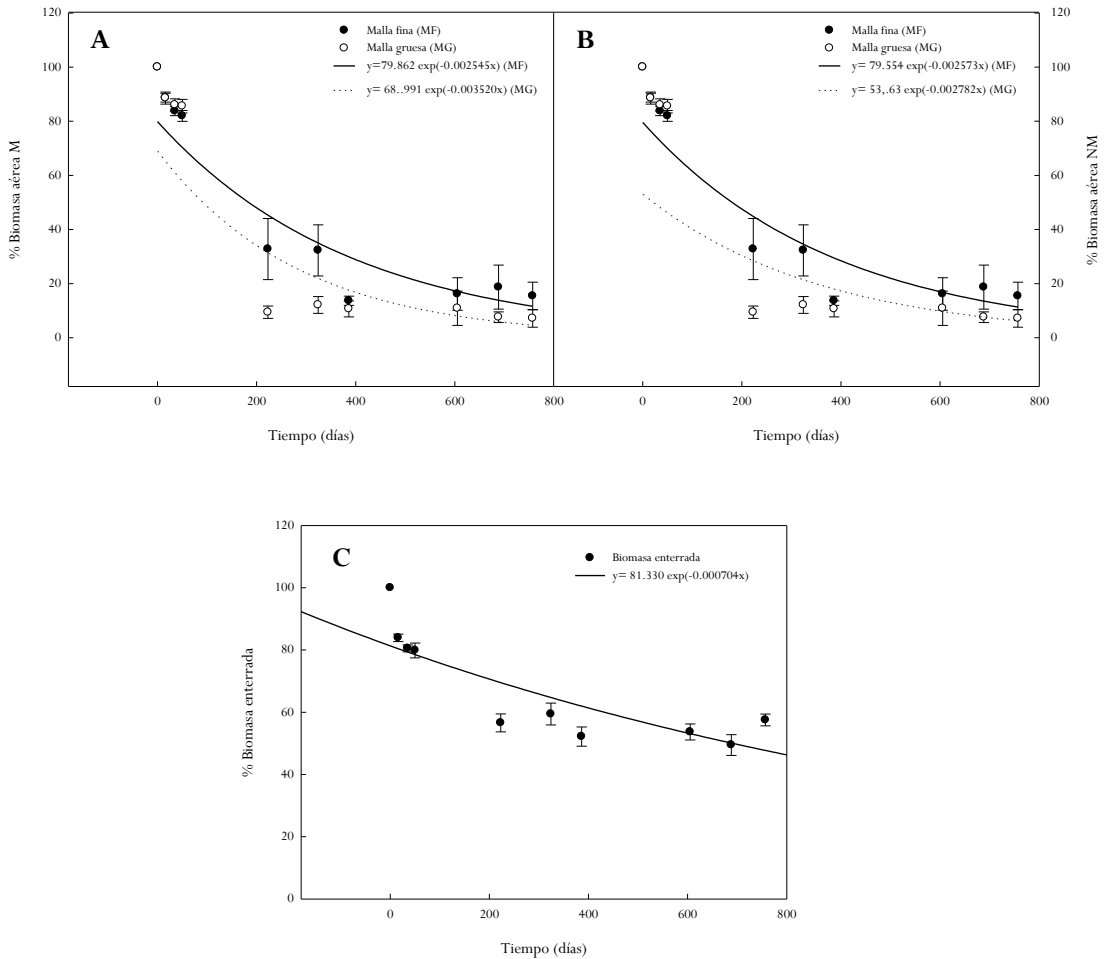 A
Malla fina (MF)
Malla gruesa (MG)
y=79.862 exp(-0.002545x) (MF)
y= 68..991 exp(-0.003520x) (MG)
% Biomasa aérea M
120
100
80
60
40
20
0
0 200 400 600 800
Tiempo (días)
B
Malla fina (MF)
Malla gruesa (MG)
y= 79.554 exp(-0.002573x) (MF)
y= 53,.63 exp(-0.002782x) (MG)
% Biomasa aérea NM
120
100
80
60
40
20
0
0 200 400 600 800
Tiempo (días)
C
Biomasa enterrada
y= 81.330 exp(-0.000704x)
% Biomasa enterrada
120
100
80
60
40
20
0
0 200 400 600 800
Tiempo (días)